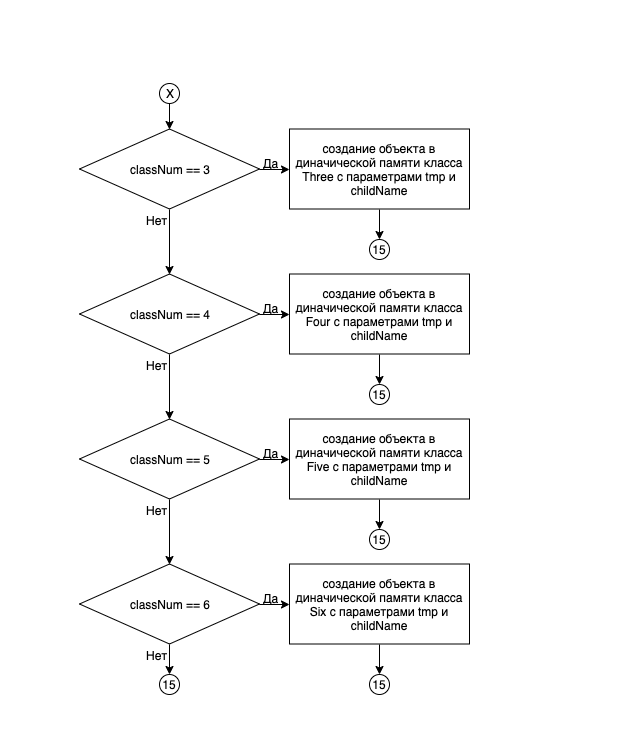 X
classNum == 3
Да
создание объекта в
диначической памяти класса
Three с параметрами tmp и
childName
Нет
15
classNum == 4
Да
создание объекта в
диначической памяти класса
Four с параметрами tmp и
childName
Нет
15
classNum == 5
Да
создание объекта в
диначической памяти класса
Five с параметрами tmp и
childName
Нет
15
classNum == 6
Да
создание объекта в
диначической памяти класса
Six с параметрами tmp и
childName
Нет
15
15